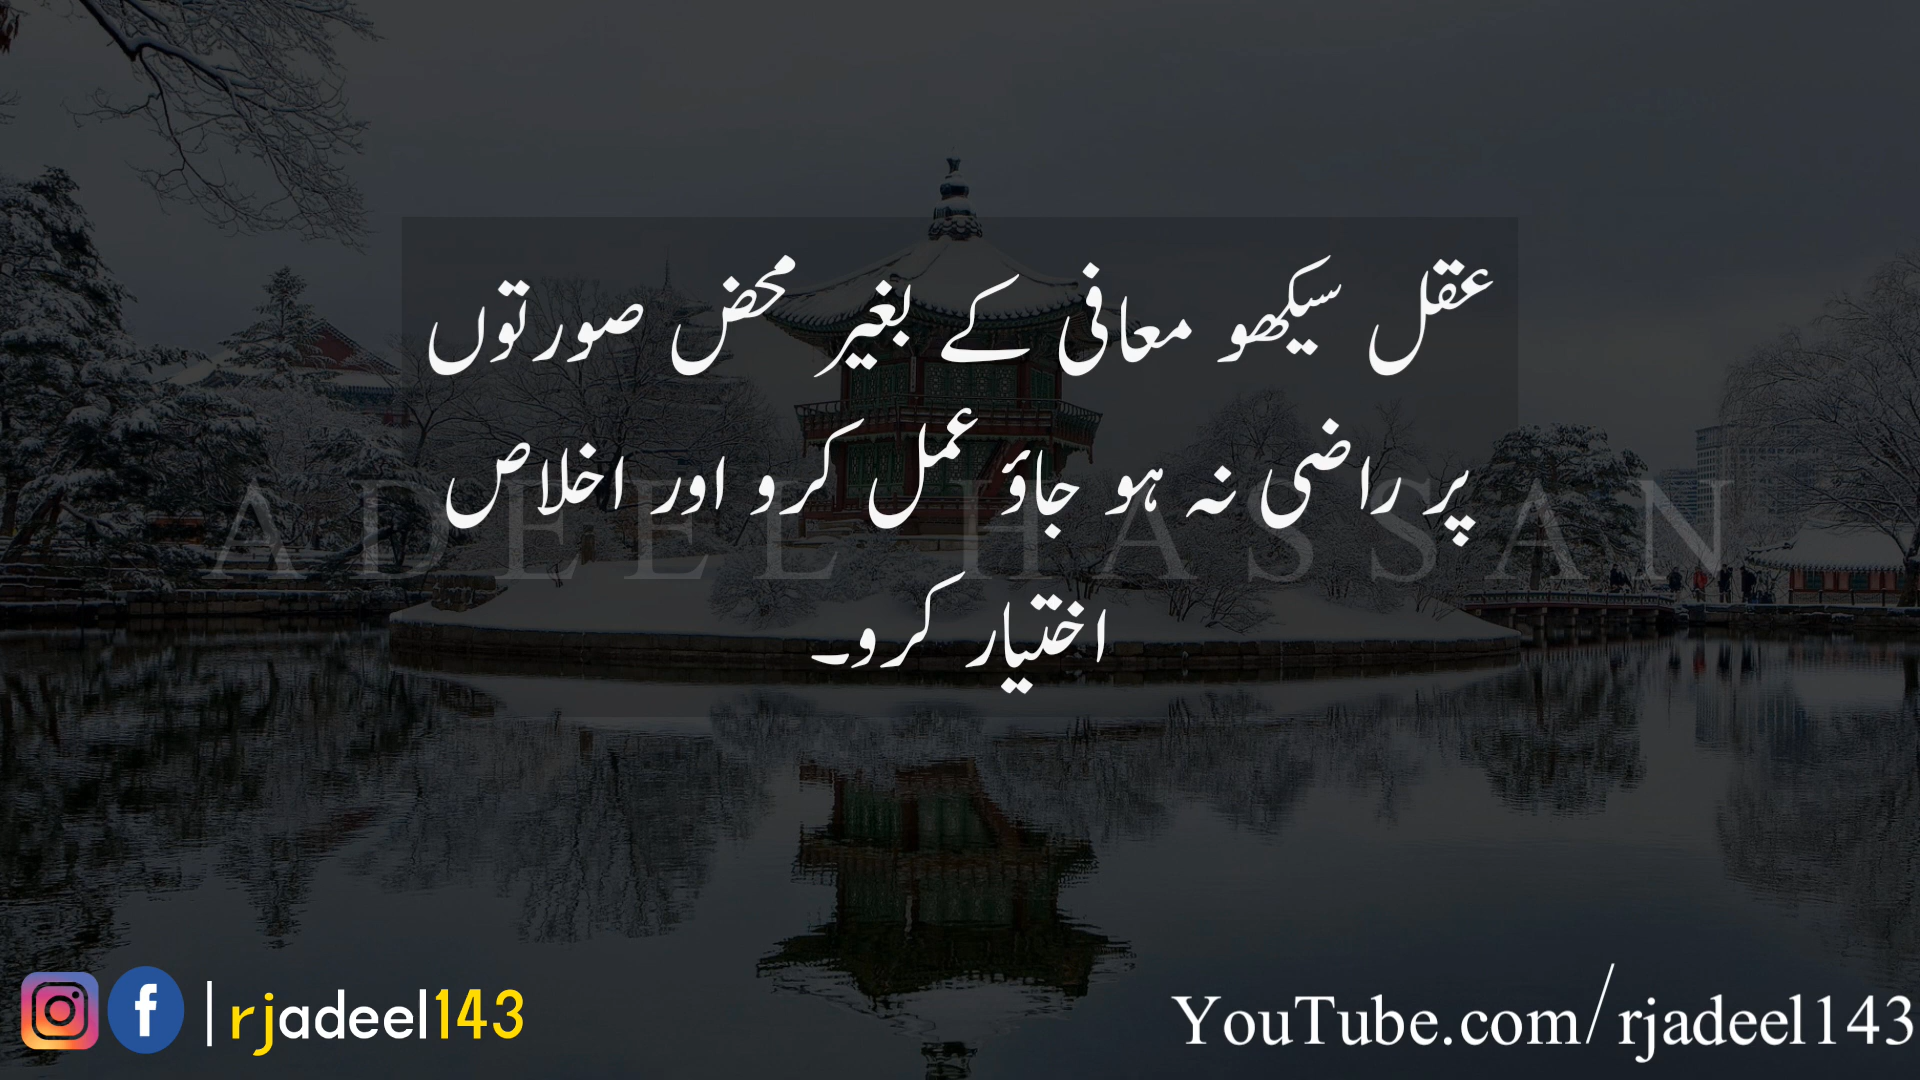 عقل سیکھو معافی کے بغیر محض صورتوں
پر راضی نہ ہو جاؤ عمل کرو اور اخلاص
اختیار کرو۔
ADEEL HASSAN
|rjadeel143
YouTube.com/rjadeel143